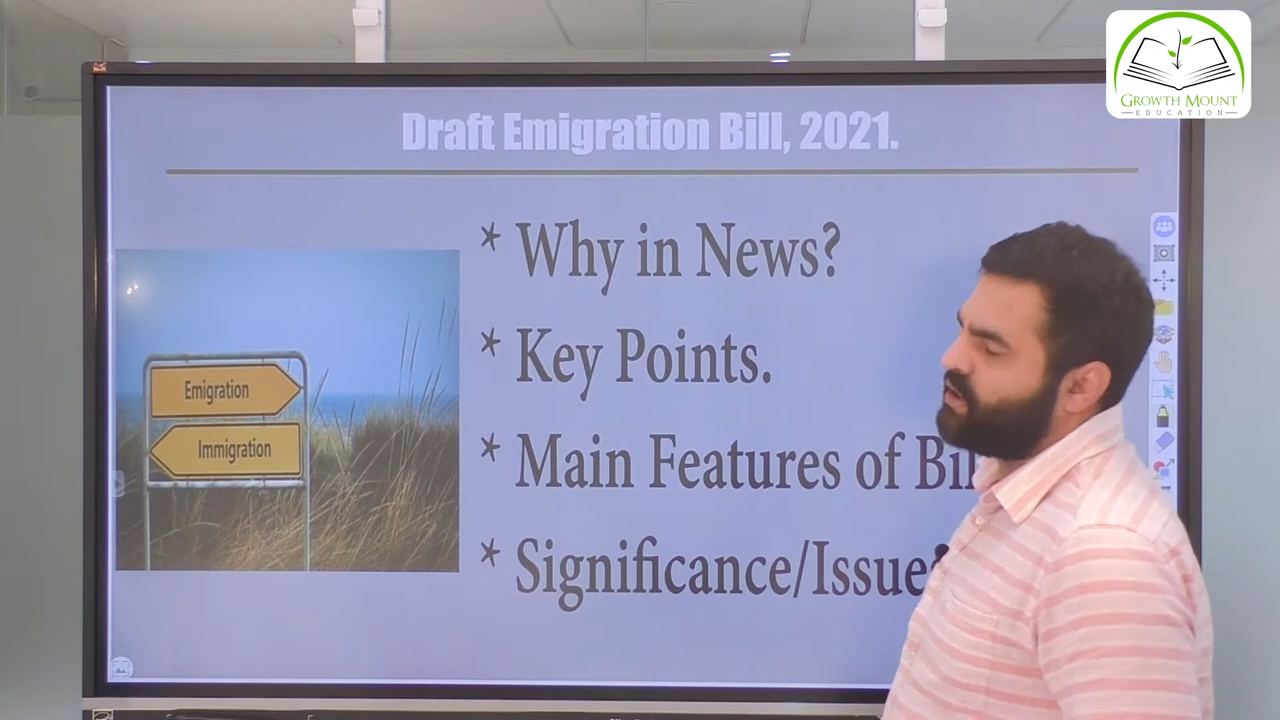 GROWTH MOUNT
EDUCATION
Draft Emigration Bill, 2021.
* Why in News?
* Key Points.
* Main Features of Bil
* Significance/Issues
Emigration
Immigration